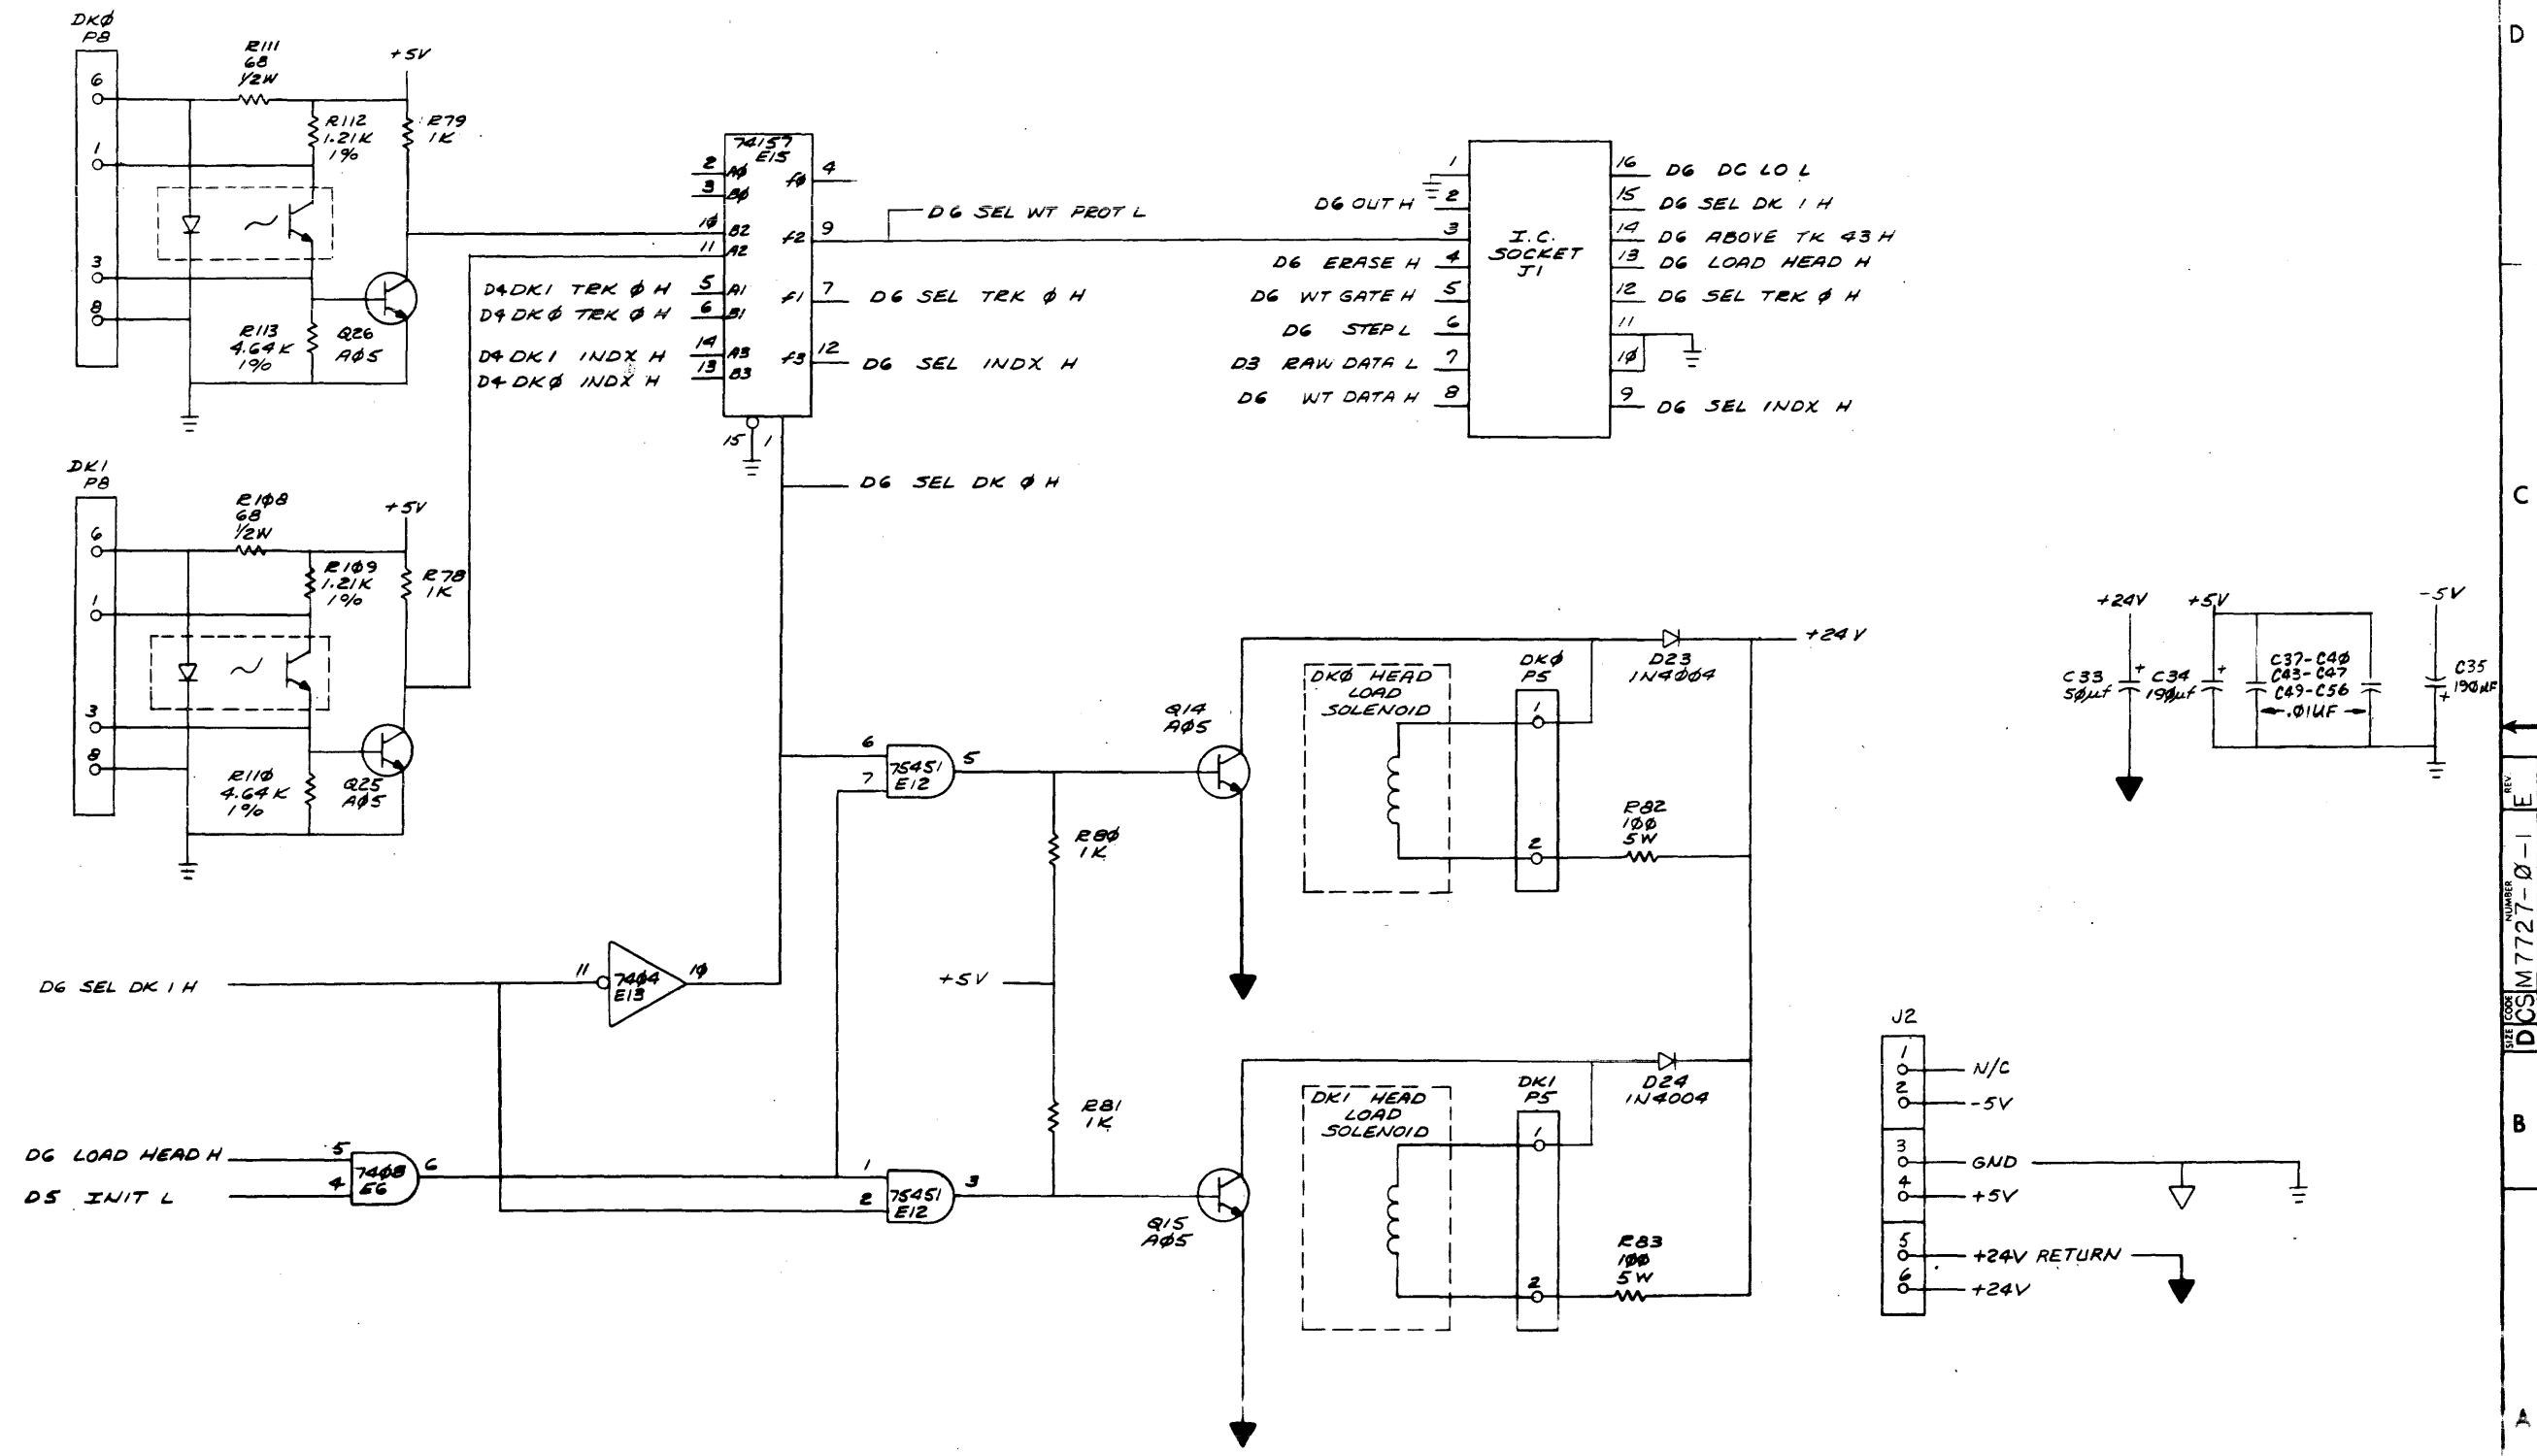 DKØ
P8
6
1
3
8
R111
68
1/2W
+5V
R112
1.21K
1%
R79
1K
R113
4.64K
1%
Q26
AØ5
DK1
P8
6
1
3
8
R1Ø8
68
1/2W
+5V
R1Ø9
1.21K
1%
R78
1K
R11Ø
4.64K
1%
Q25
AØ5
74157
E15
2 AØ
3 BØ
1Ø B2
11 A2
D4 DK1 TRK Ø H 5 A1
D4 DKØ TRK Ø H 6 B1
D4 DK1 INDX H 14 A3
D4 DKØ INDX H 13 B3
fØ 4
f2 9
D6 SEL WT PROT L
f1 7 D6 SEL TRK Ø H
f3 12 D6 SEL INDX H
15 1
D6 SEL DK Ø H
I.C.
SOCKET
J1
1
D6 OUT H 2
3
D6 ERASE H 4
D6 WT GATE H 5
D6 STEP L 6
D3 RAW DATA L 7
D6 WT DATA H 8
16 D6 DC LO L
15 D6 SEL DK 1 H
14 D6 ABOVE TK 43 H
13 D6 LOAD HEAD H
12 D6 SEL TRK Ø H
11
1Ø
9 D6 SEL INDX H
+24V
+5V
-5V
C33
5Øµf
+
C34
19Øµf
+
C37-C4Ø
C43-C47
C49-C56
.Ø1UF
C35
19ØµF
+
6
7
75451
E12
5
Q14
AØ5
DKØ HEAD
LOAD
SOLENOID
DKØ
P5
1
2
D23
1N4ØØ4
+24V
R82
1ØØ
5W
R8Ø
1K
+5V
R81
1K
D6 SEL DK 1 H
11
74Ø4
E13
1Ø
D6 LOAD HEAD H
D5 INIT L
5
4
74Ø8
E6
6
1
2
75451
E12
3
Q15
AØ5
DK1 HEAD
LOAD
SOLENOID
DK1
P5
1
2
D24
1N4004
R83
1ØØ
5W
J2
1 N/C
2 -5V
3 GND
4 +5V
5 +24V RETURN
6 +24V
D
C
B
A
REV.
E
NUMBER
M7727-Ø-1
CODE
CS
SIZE
D